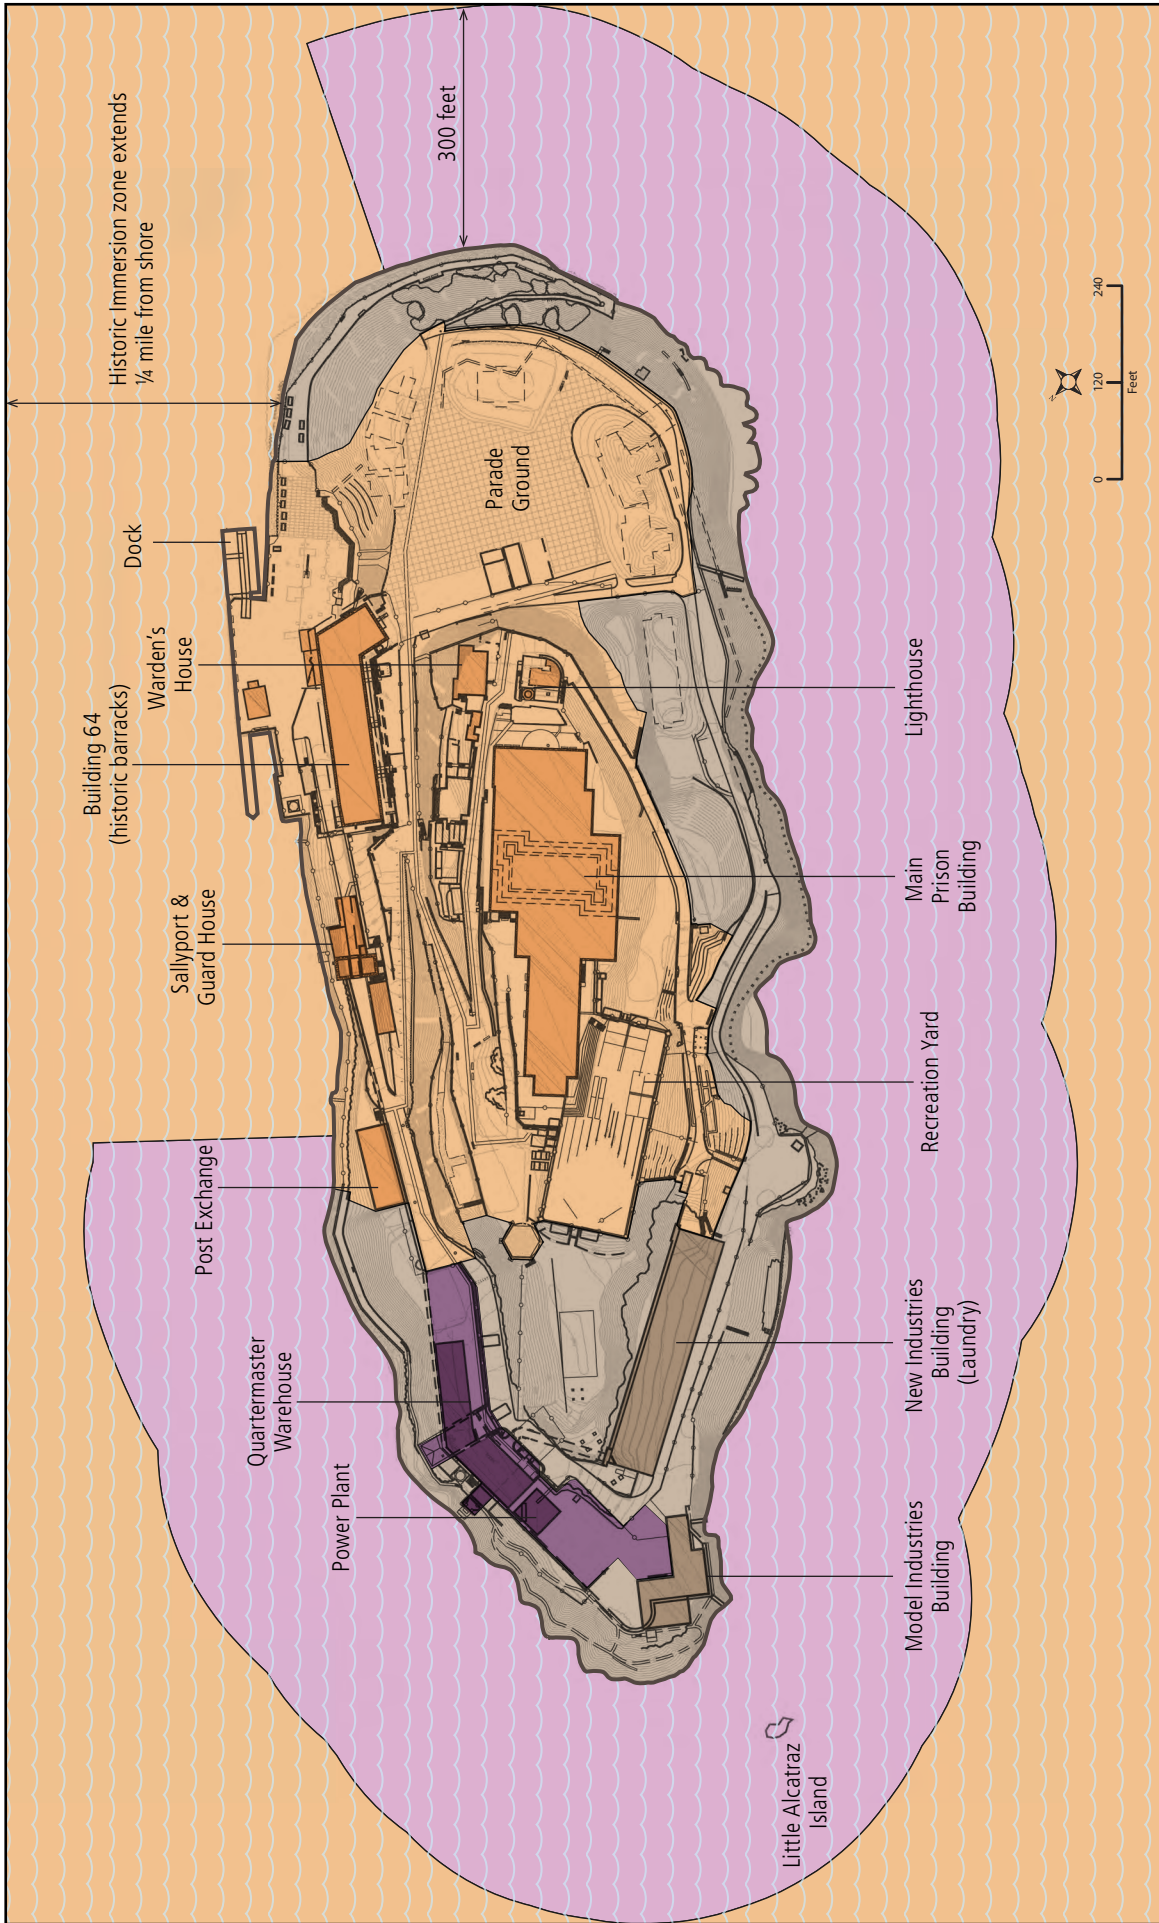 Historic Immersion zone extends
¼ mile from shore
300 feet
Dock
Warden's
House
Building 64
(historic barracks)
Sallyport &
Guard House
Post Exchange
Quartermaster
Warehouse
Power Plant
Parade
Ground
Lighthouse
Main
Prison
Building
Recreation Yard
New Industries
Building
(Laundry)
Model Industries
Building
Little Alcatraz
Island
N
0 120 240
Feet